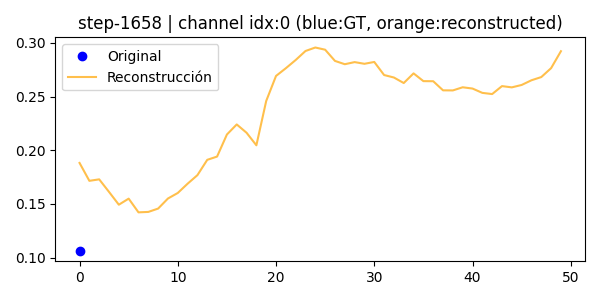 step-1658 | channel idx:0 (blue:GT, orange:reconstructed)
Original
Reconstrucción
0.30
0.25
0.20
0.15
0.10
0 10 20 30 40 50